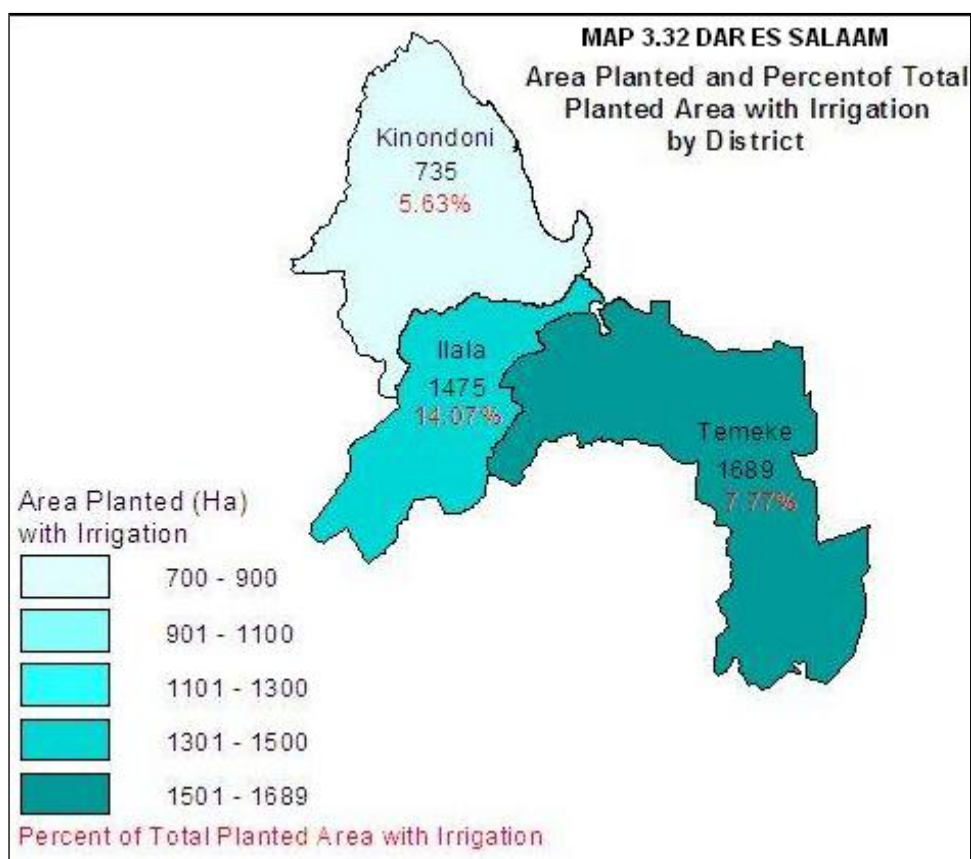 MAP 3.32 DAR ES SALAAM
Area Planted and Percentof Total
Planted Area with Irrigation
by District
Kinondoni
735
5.63%
Ilala
1475
14.07%
Temeke
1689
7.77%
Area Planted (Ha)
with Irrigation
700 - 900
901 - 1100
1101 - 1300
1301 - 1500
1501 - 1689
Percent of Total Planted Area with Irrigation